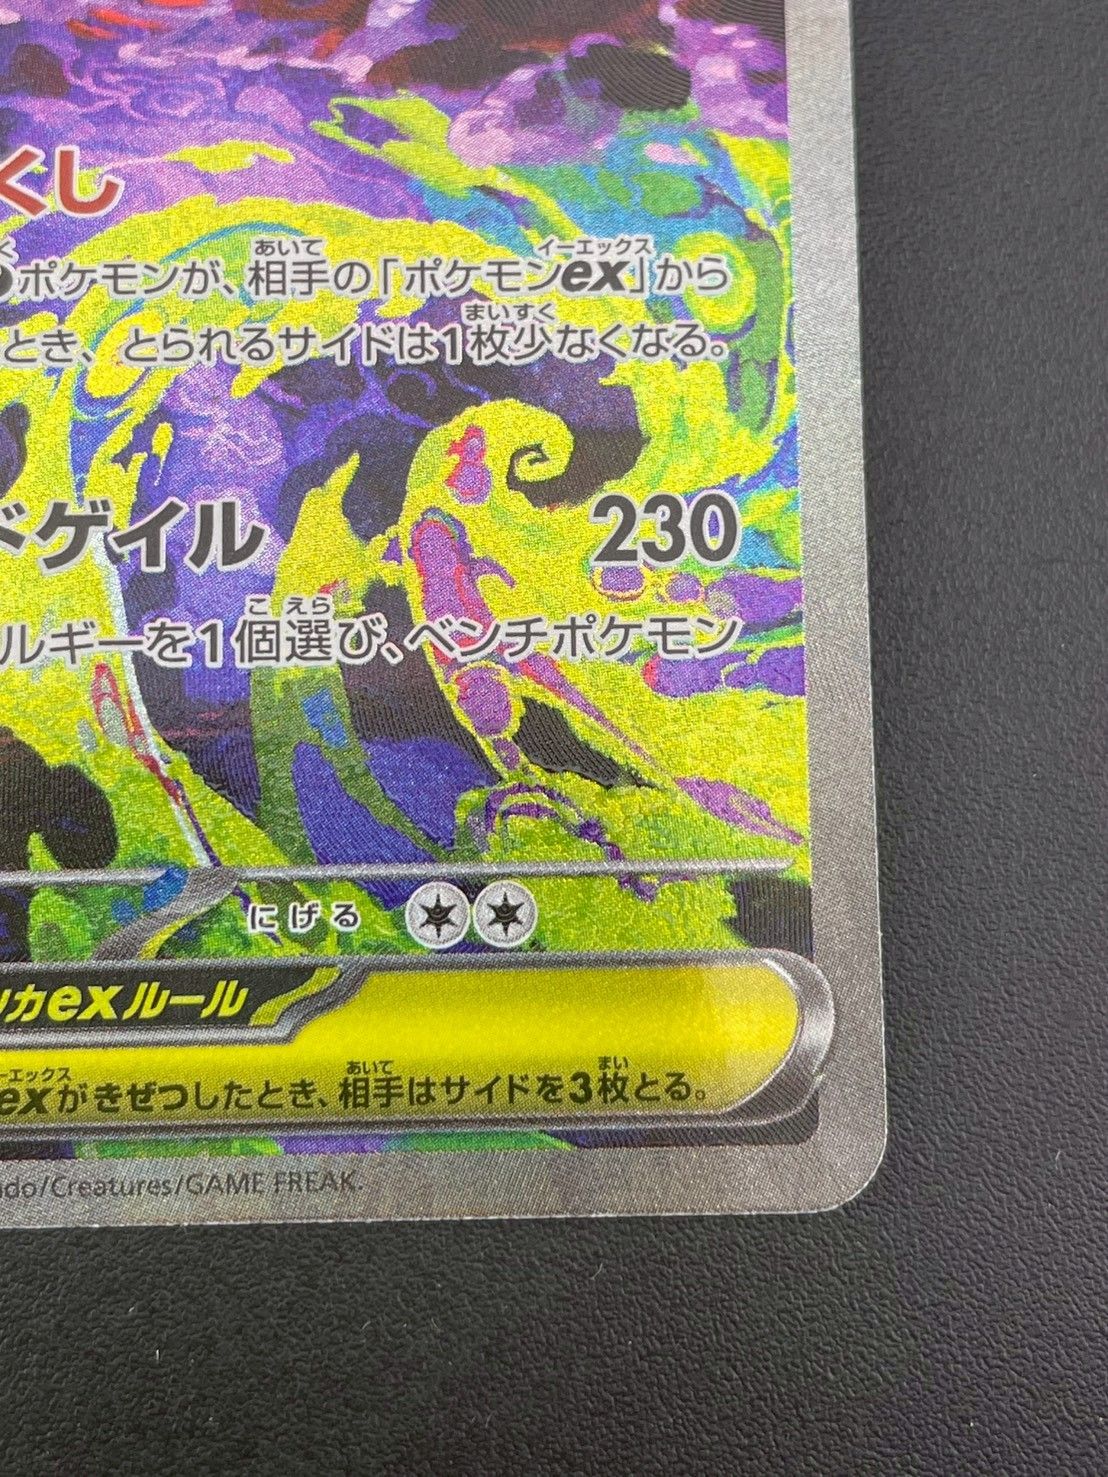 くし
ポケモンが、相手の「ポケモンex」から
とき、とられるサイドは1枚少なくなる。
ドゲイル 230
ルギーを1個選び、ベンチポケモン
にげる
カexルール
exがきぜつしたとき、相手はサイドを3枚とる。
do/Creatures/GAME FREAK.